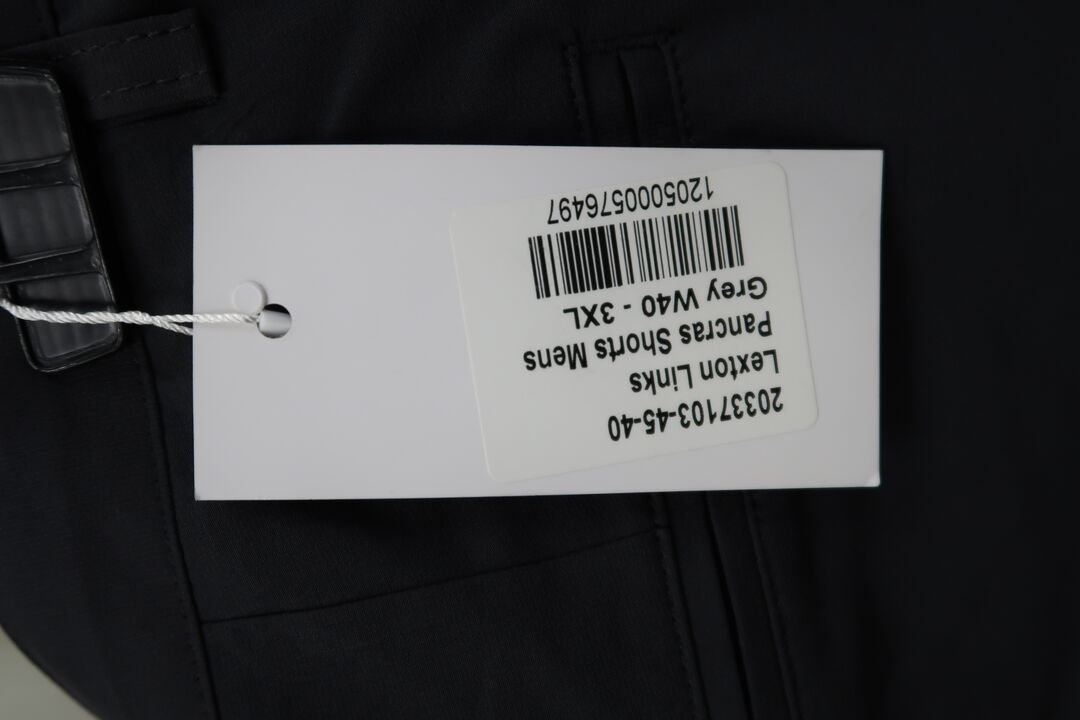 20337103-45-40
Lexton Links
Pancras Shorts Mens
Grey W40 - 3XL
1205000576497